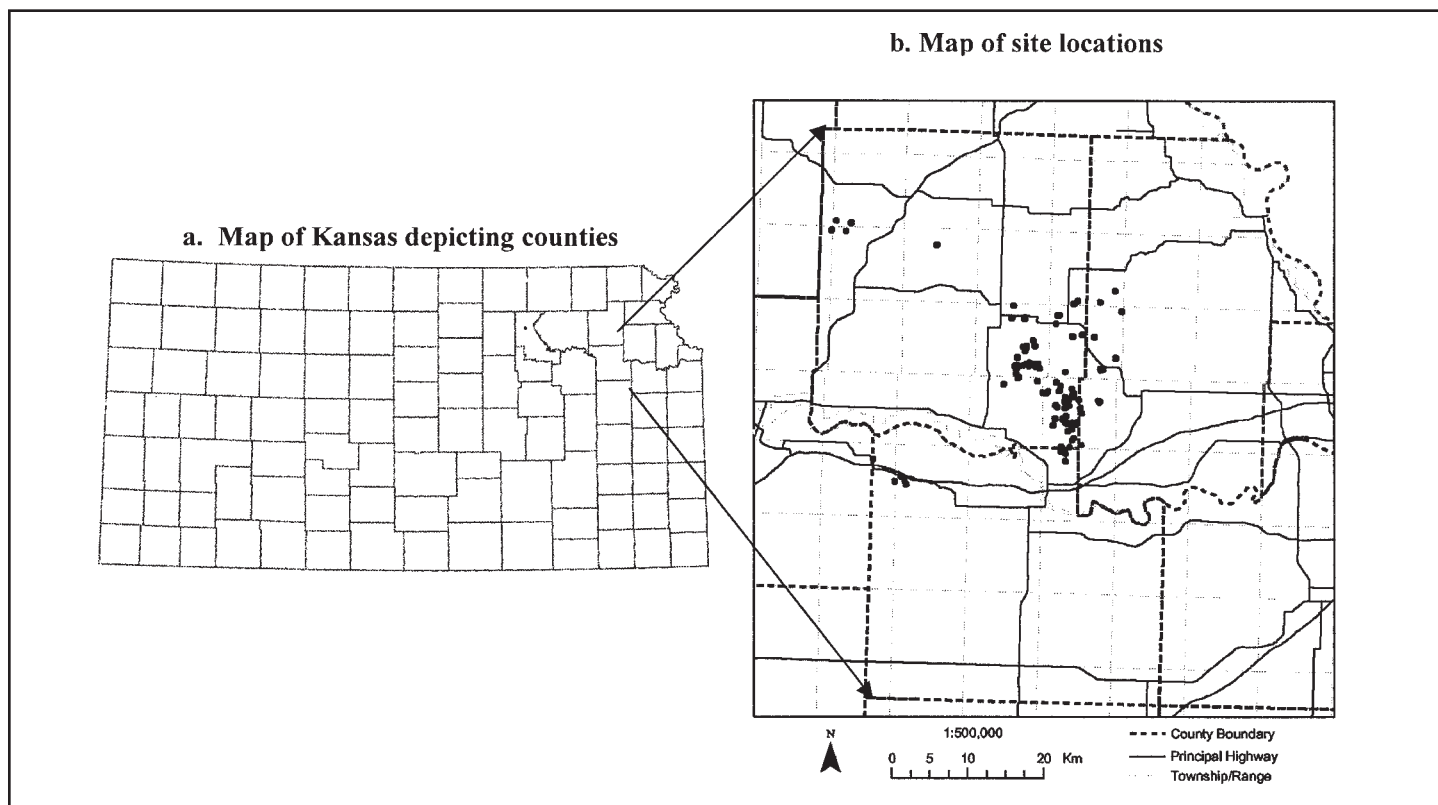 b. Map of site locations
a. Map of Kansas depicting counties
N
1:500,000
0 5 10 20 Km
County Boundary
Principal Highway
Township/Range